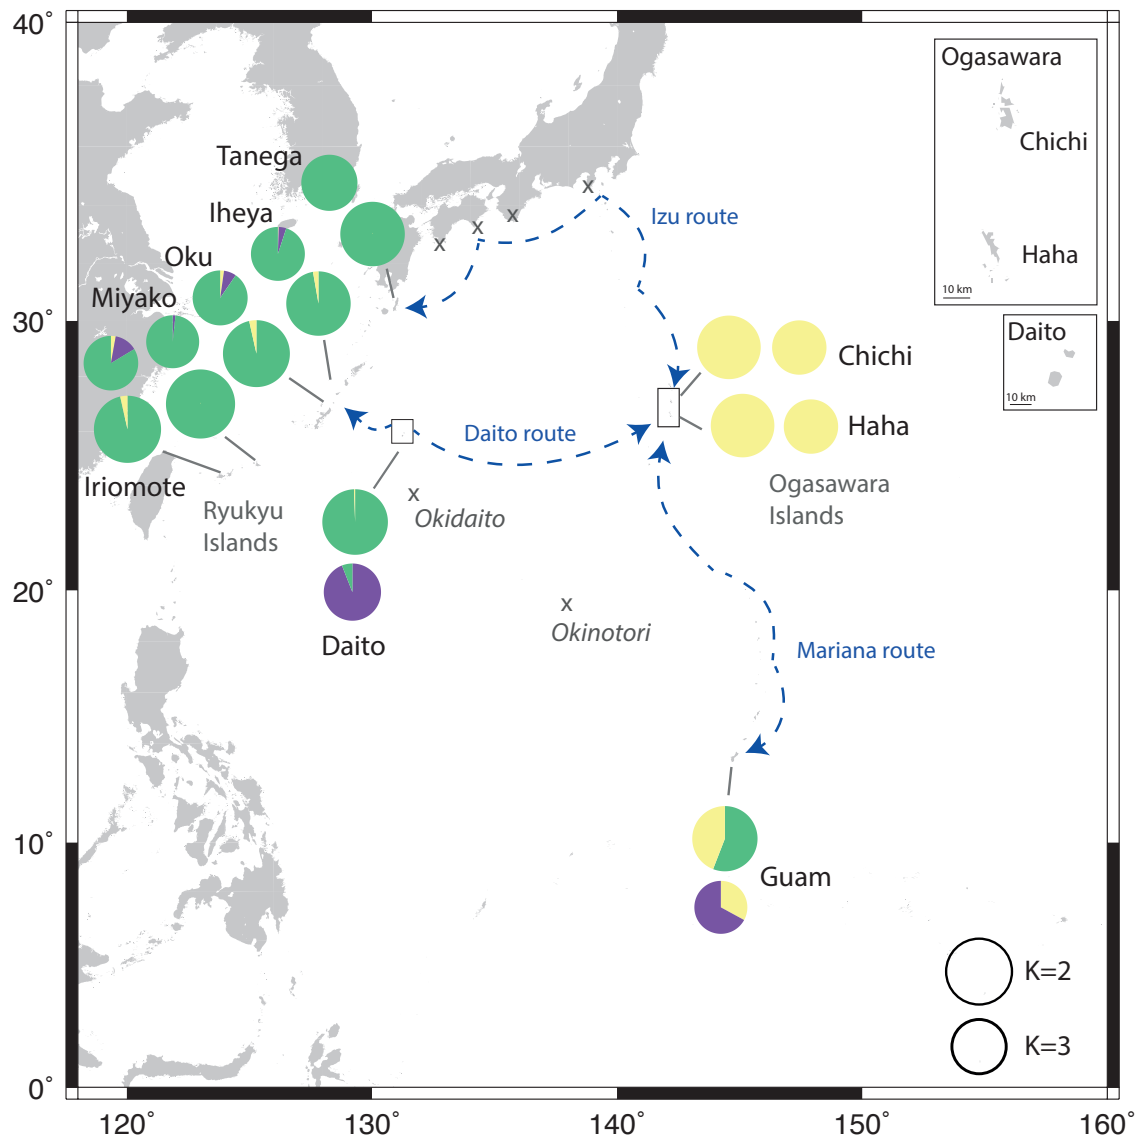 40˚
Ogasawara
Chichi
Haha
10 km
Daito
10 km
Tanega
Iheya
Oku
Miyako
Iriomote
Ryukyu
Islands
x
x
x
x
Izu route
30˚
Chichi
Haha
Ogasawara
Islands
Daito route
x
Okidaito
Daito
20˚
x
Okinotori
Mariana route
10˚
Guam
K=2
K=3
0˚
120˚
130˚
140˚
150˚
160˚